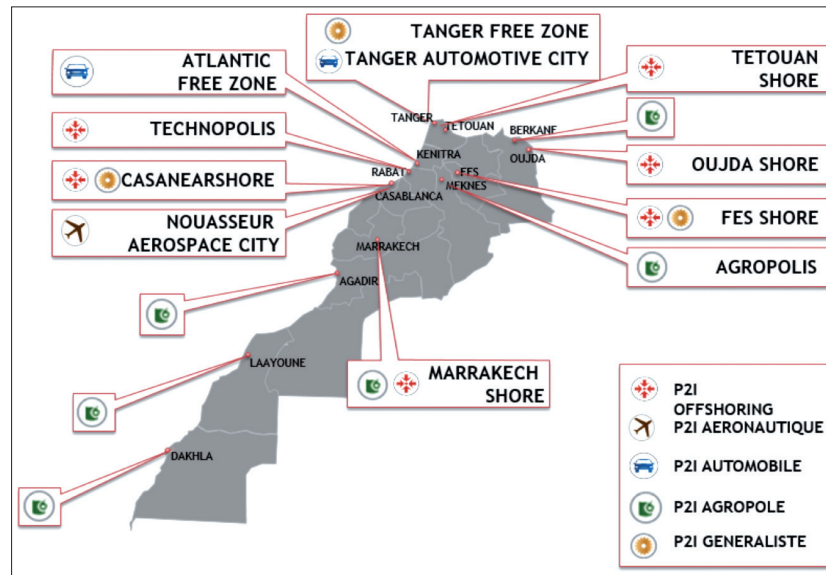 TANGER FREE ZONE
TANGER AUTOMOTIVE CITY
ATLANTIC
FREE ZONE
TETOUAN
SHORE
TECHNOPOLIS
CASANEARSHORE
NOUASSEUR
AEROSPACE CITY
OUJDA SHORE
FES SHORE
AGROPOLIS
TANGER
TETOUAN
BERKANE
OUJDA
KENITRA
RABAT
FES
MEKNES
CASABLANCA
MARRAKECH
AGADIR
LAAYOUNE
DAKHLA
MARRAKECH
SHORE
P2I
OFFSHORING
P2I AERONAUTIQUE
P2I AUTOMOBILE
P2I AGROPOLE
P2I GENERALISTE